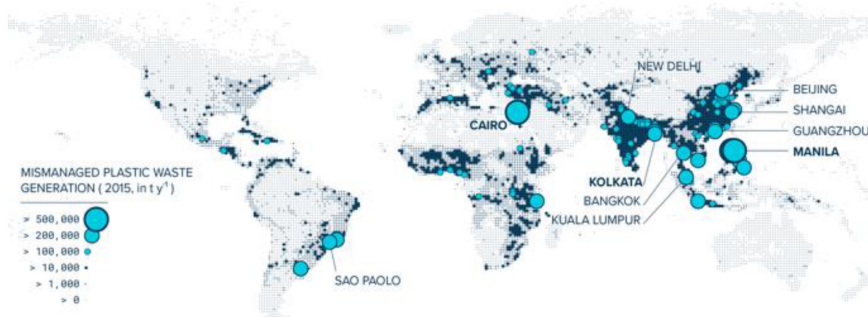 NEW DELHI
BEIJING
SHANGAI
GUANGZHOU
CAIRO
MANILA
KOLKATA
BANGKOK
KUALA LUMPUR
SAO PAOLO
MISMANAGED PLASTIC WASTE
GENERATION ( 2015, in t y⁻¹)
> 500,000
> 200,000
> 100,000
> 10,000
> 1,000
> 0